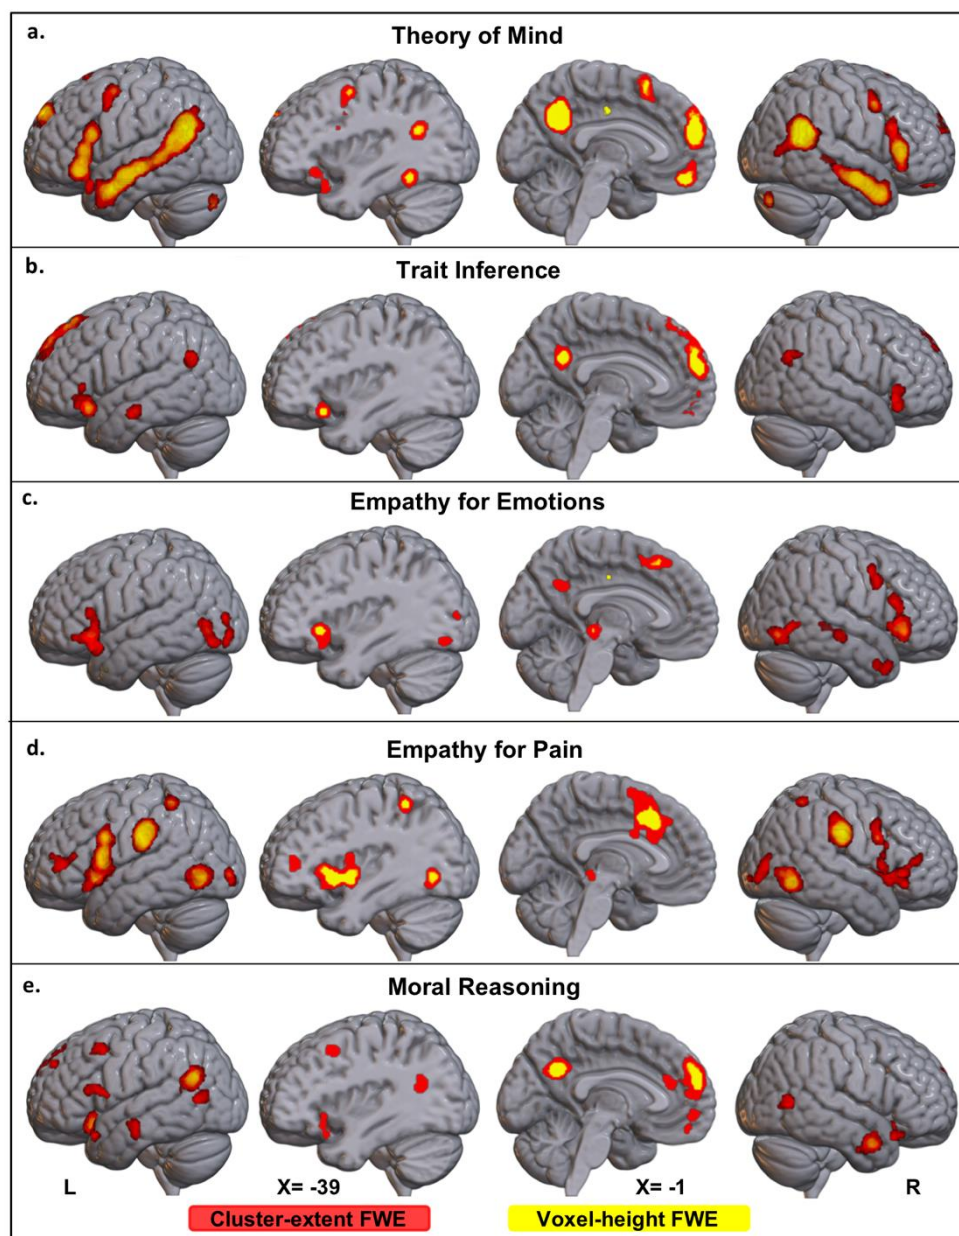 a.
Theory of Mind
b.
Trait Inference
c.
Empathy for Emotions
d.
Empathy for Pain
e.
Moral Reasoning
L X= -39 X= -1 R
Cluster-extent FWE Voxel-height FWE